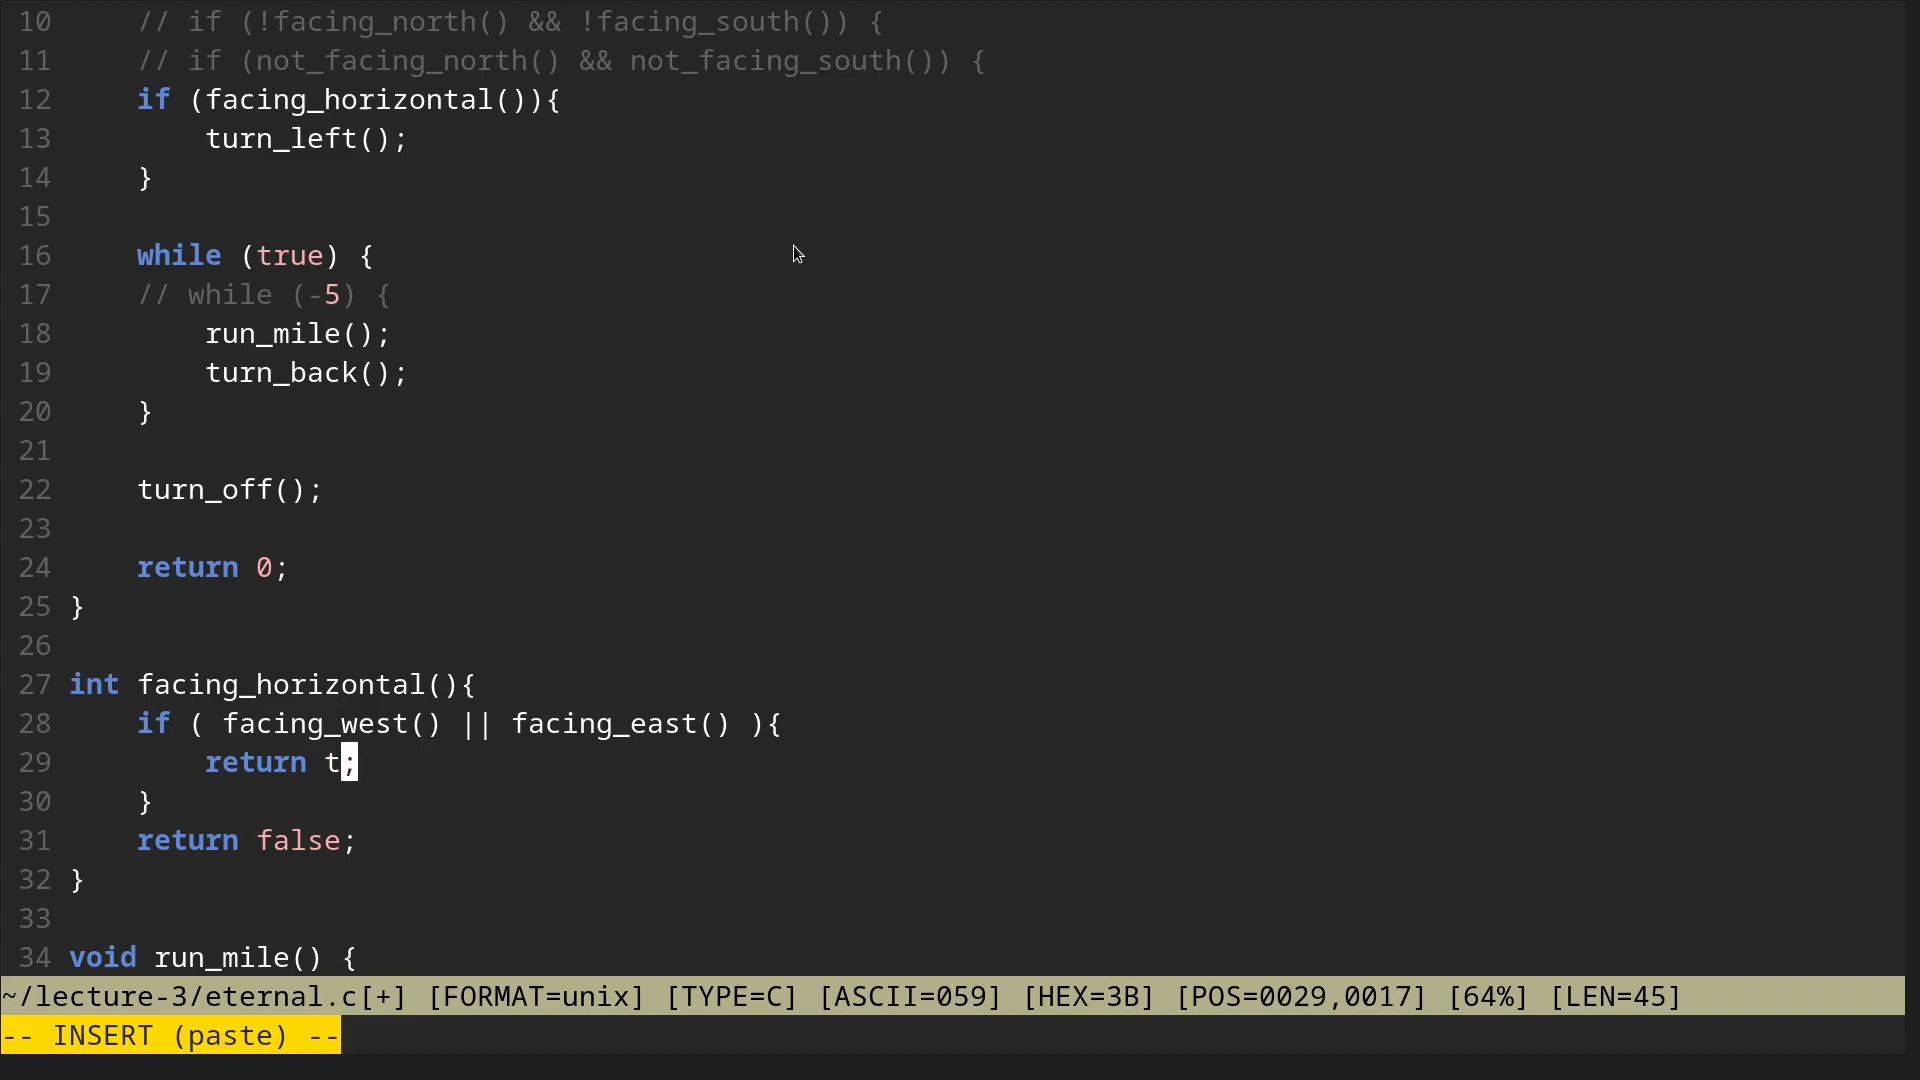 10     // if (!facing_north() && !facing_south()) {
11     // if (not_facing_north() && not_facing_south()) {
12     if (facing_horizontal()){
13         turn_left();
14     }
15
16     while (true) {
17     // while (-5) {
18         run_mile();
19         turn_back();
20     }
21
22     turn_off();
23
24     return 0;
25 }
26
27 int facing_horizontal(){
28     if ( facing_west() || facing_east() ){
29         return t;
30     }
31     return false;
32 }
33
34 void run_mile() {
~/lecture-3/eternal.c[+] [FORMAT=unix] [TYPE=C] [ASCII=059] [HEX=3B] [POS=0029,0017] [64%] [LEN=45]
-- INSERT (paste) --